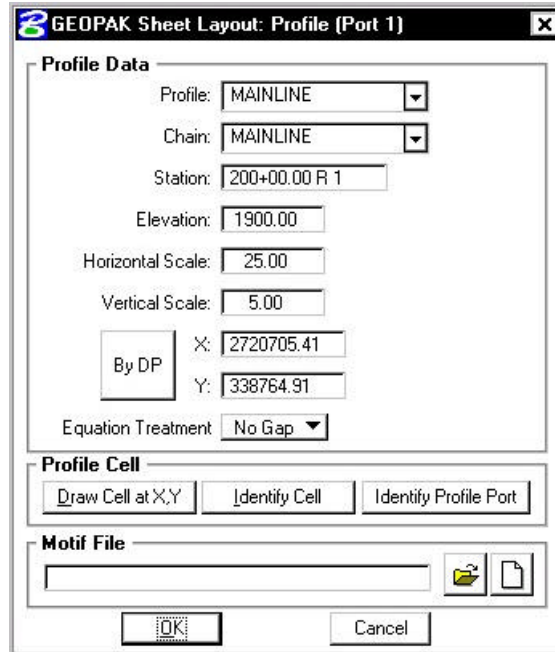 GEOPAK Sheet Layout: Profile (Port 1)
Profile Data
Profile: MAINLINE
Chain: MAINLINE
Station: 200+00.00 R 1
Elevation: 1900.00
Horizontal Scale: 25.00
Vertical Scale: 5.00
By DP
X: 2720705.41
Y: 338764.91
Equation Treatment No Gap
Profile Cell
Draw Cell at X,Y Identify Cell Identify Profile Port
Motif File
OK Cancel